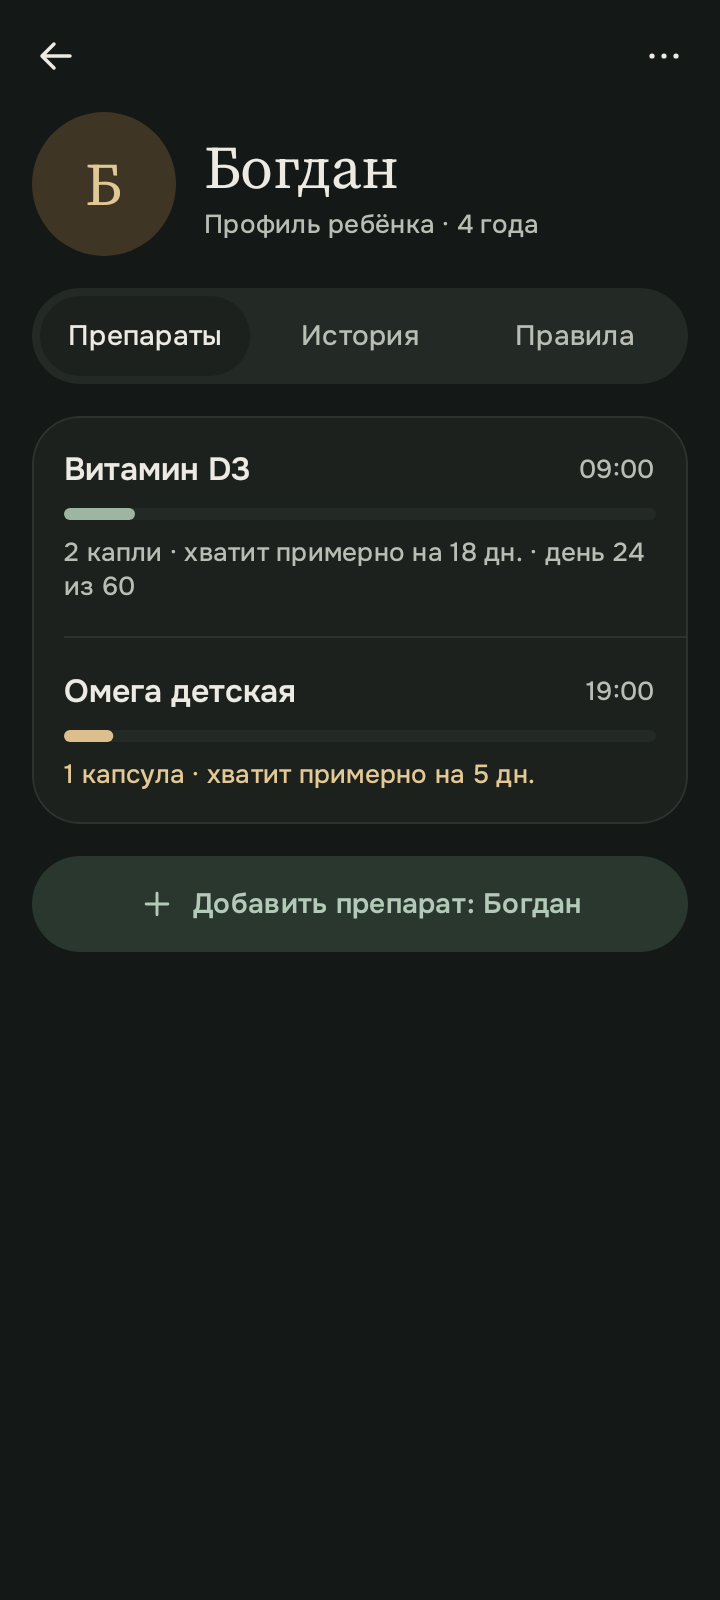 Б
Богдан
Профиль ребёнка · 4 года
Препараты История Правила
Витамин D3 09:00
2 капли · хватит примерно на 18 дн. · день 24
из 60
Омега детская 19:00
1 капсула · хватит примерно на 5 дн.
Добавить препарат: Богдан